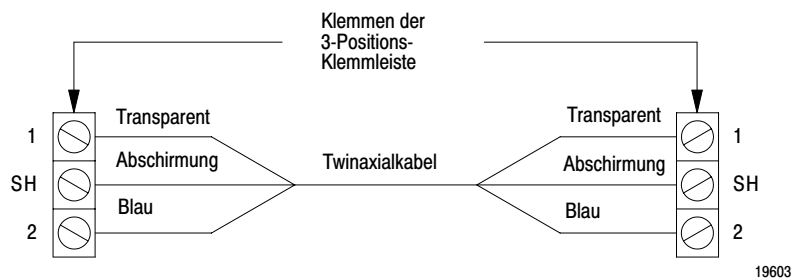 Klemmen der
3-Positions-
Klemmleiste
Transparent
Transparent
1
1
Abschirmung
Twinaxialkabel
Abschirmung
SH
SH
Blau
Blau
2
2
19603